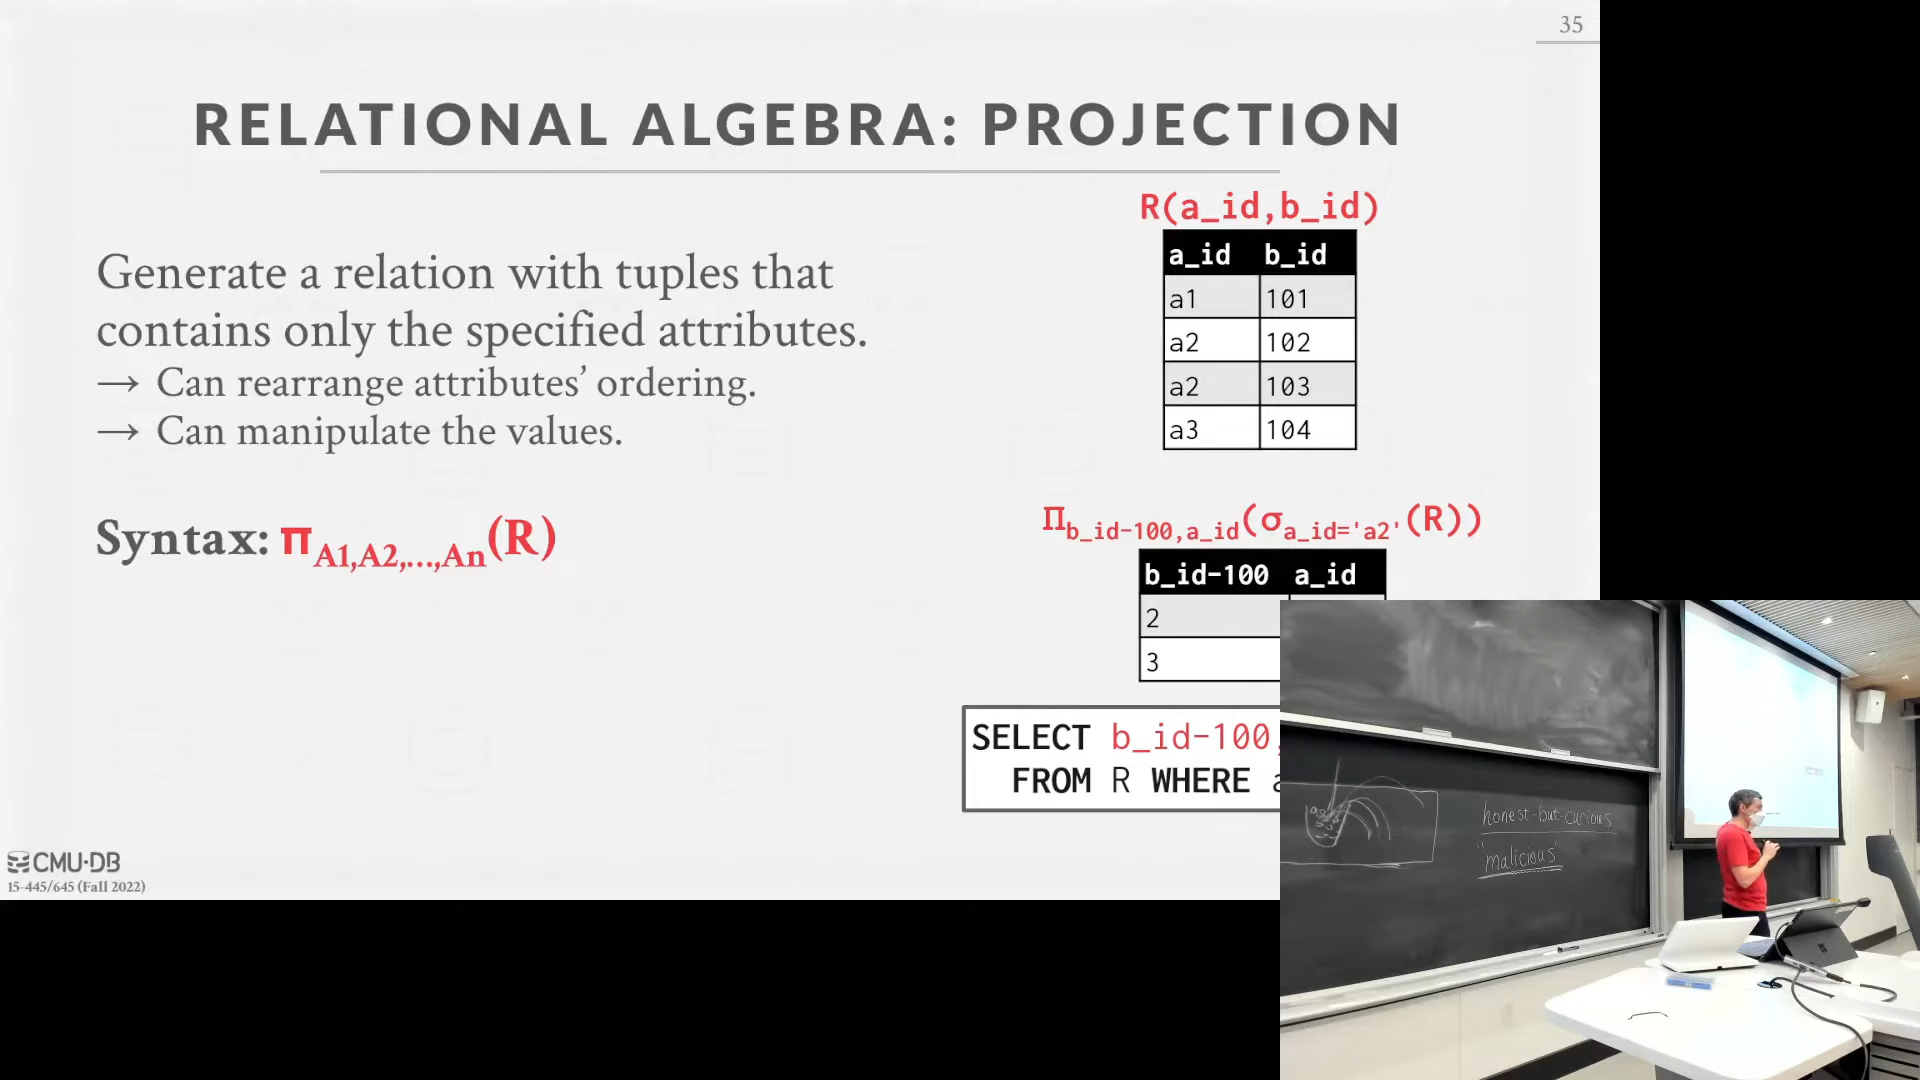 35
RELATIONAL ALGEBRA: PROJECTION
Generate a relation with tuples that
contains only the specified attributes.
→ Can rearrange attributes’ ordering.
→ Can manipulate the values.
Syntax: π A1,A2,…,An(R)
R(a_id,b_id)
a_id b_id
a1 101
a2 102
a2 103
a3 104
Π b_id-100,a_id(σ a_id='a2'(R))
b_id-100 a_id
2
3
SELECT b_id-100,
FROM R WHERE a
CMU·DB
15-445/645 (Fall 2022)
honest-but-curious
"malicious"